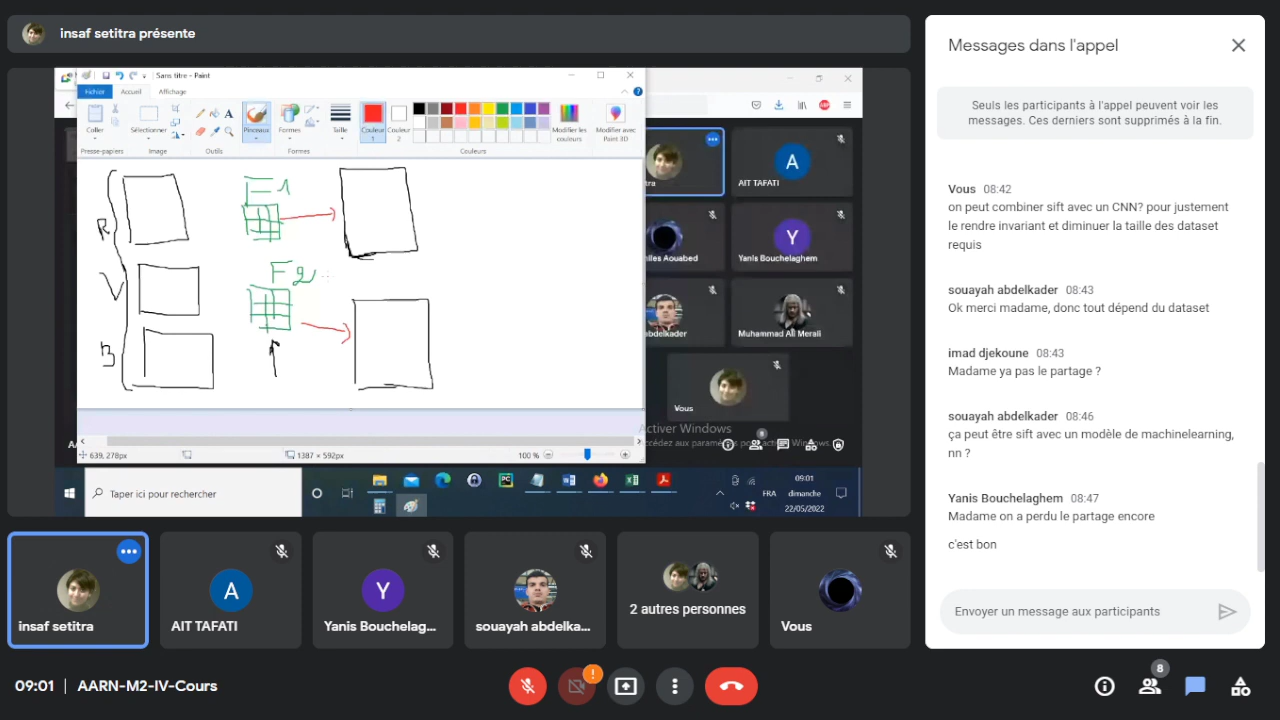 insaf setitra présente
Sans titre - Paint
Fichier
Accueil
Affichage
Coller
Sélectionner
Pinceaux
Formes
Taille
Couleur 1
Couleur 2
Modifier les couleurs
Modifier avec Paint 3D
Presse-papiers
Image
Outils
Formes
Couleurs
R
V
B
F1
F2
AIT TAFATI
Yanis Bouchelaghem
Muhammad Ali Merali
Vous
Activer Windows
639, 278px
1387 × 592px
100 %
Taper ici pour rechercher
FRA
09:01
dimanche
22/05/2022
insaf setitra
AIT TAFATI
Yanis Bouchelag...
souayah abdelka...
2 autres personnes
Vous
09:01 | AARN-M2-IV-Cours
8
Messages dans l'appel
Seuls les participants à l'appel peuvent voir les
messages. Ces derniers sont supprimés à la fin.
Vous 08:42
on peut combiner sift avec un CNN? pour justement
le rendre invariant et diminuer la taille des dataset
requis
souayah abdelkader 08:43
Ok merci madame, donc tout dépend du dataset
imad djekoune 08:43
Madame ya pas le partage ?
souayah abdelkader 08:46
ça peut être sift avec un modèle de machinelearning,
nn ?
Yanis Bouchelaghem 08:47
Madame on a perdu le partage encore
c'est bon
Envoyer un message aux participants